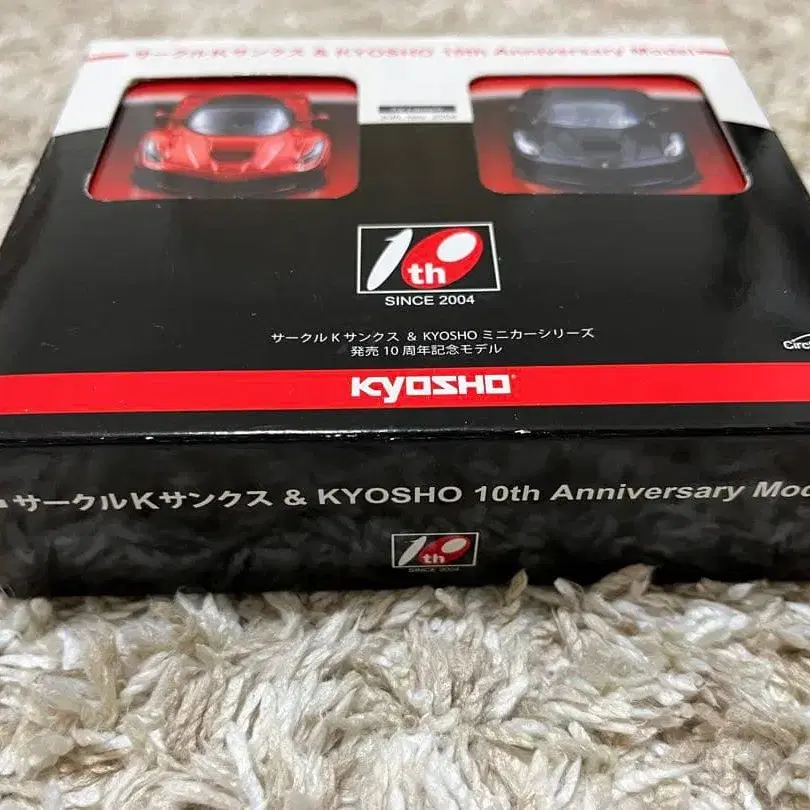 サークルKサンクス & KYOSHO 10th Anniversary Model
10th
SINCE 2004
サークルKサンクス & KYOSHO ミニカーシリーズ
発売10周年記念モデル
Circ
KYOSHO
サークルKサンクス & KYOSHO 10th Anniversary Mod
10th
SINCE 2004